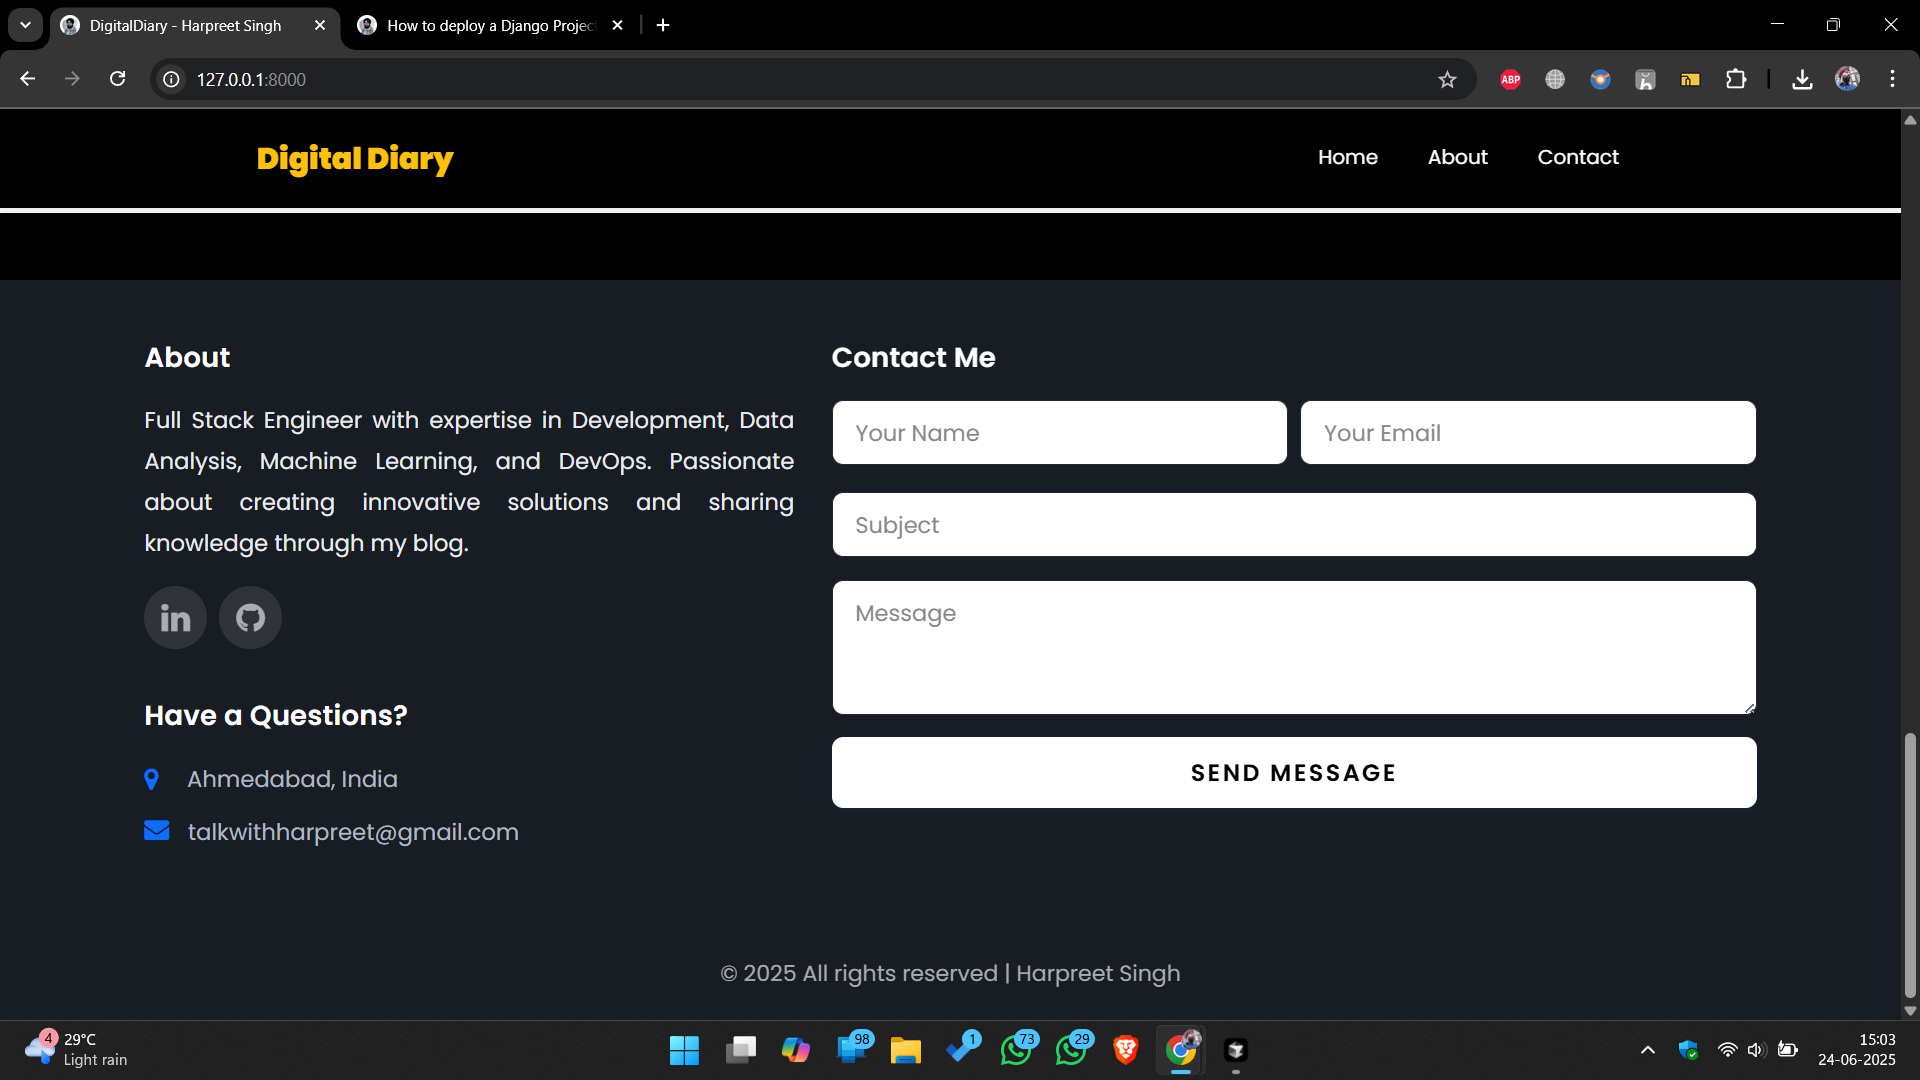 DigitalDiary - Harpreet Singh
How to deploy a Django Projec
127.0.0.1:8000
ABP
Digital Diary
Home
About
Contact
About
Full Stack Engineer with expertise in Development, Data
Analysis, Machine Learning, and DevOps. Passionate
about creating innovative solutions and sharing
knowledge through my blog.
in
Have a Questions?
Ahmedabad, India
talkwithharpreet@gmail.com
Contact Me
Your Name
Your Email
Subject
Message
SEND MESSAGE
© 2025 All rights reserved | Harpreet Singh
4
29°C
Light rain
98
1
73
29
15:03
24-06-2025